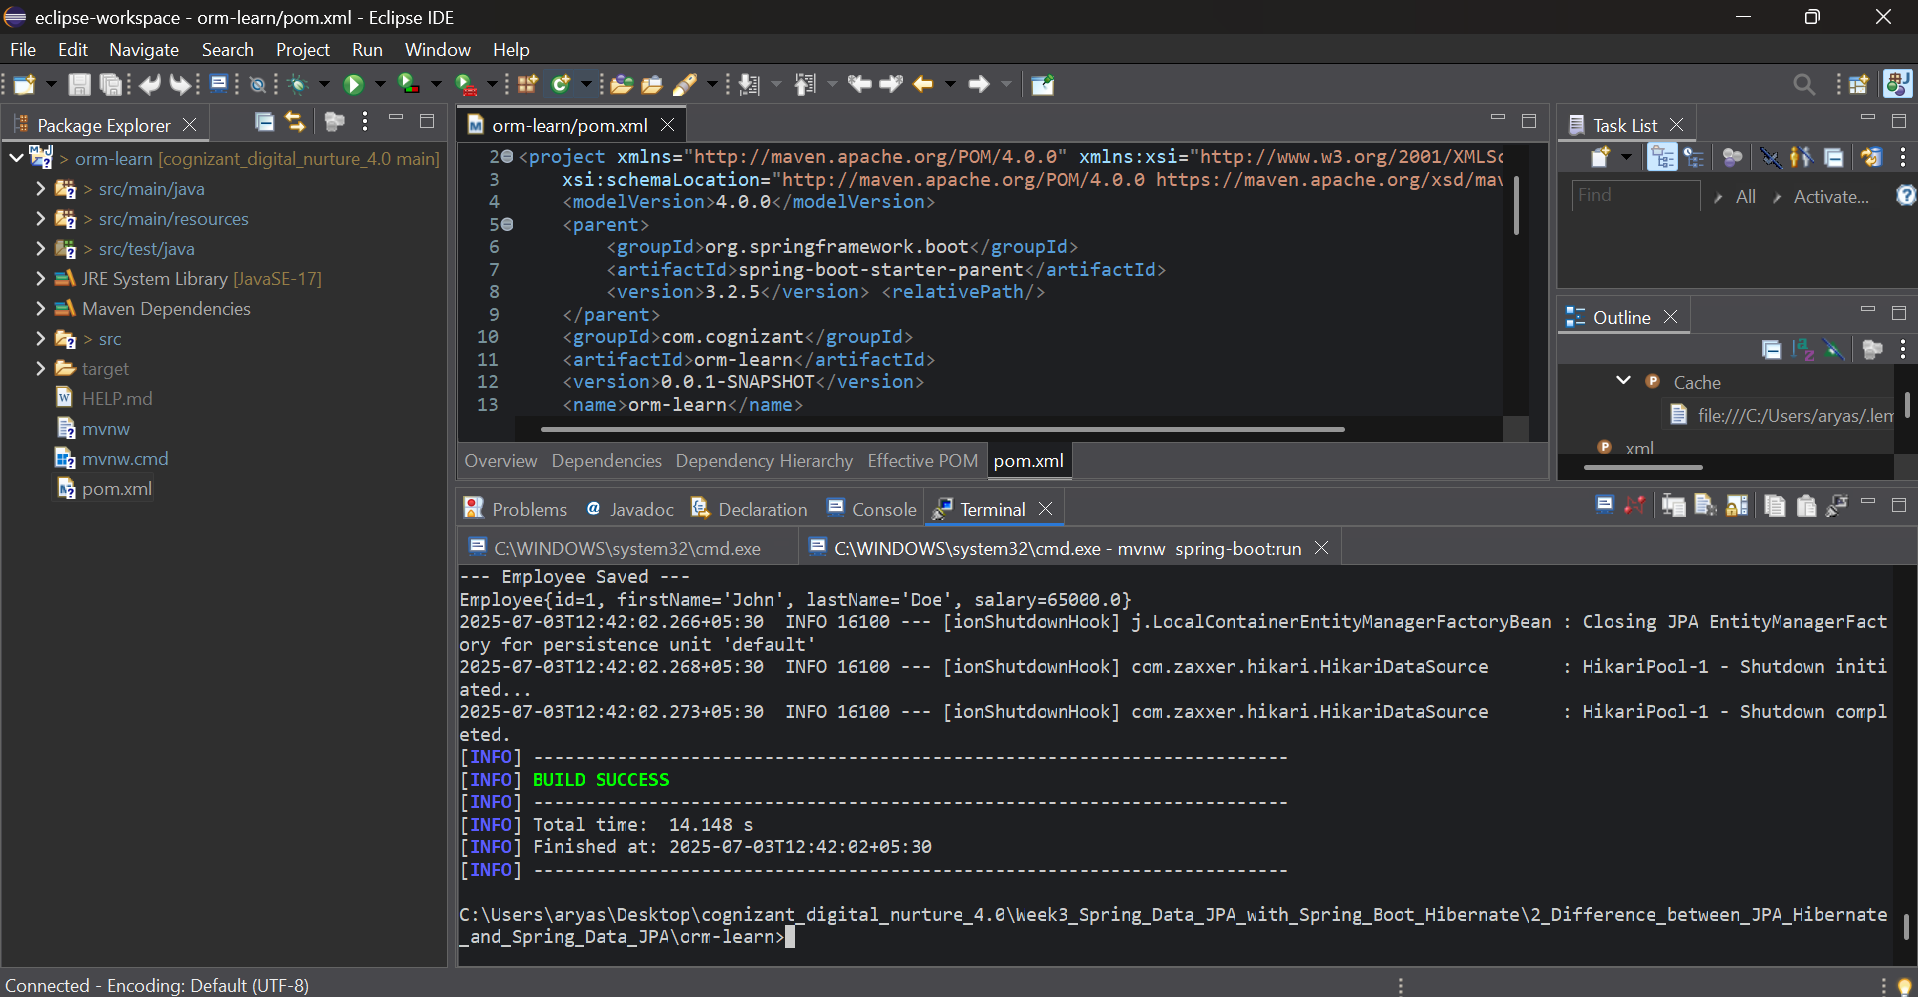 eclipse-workspace - orm-learn/pom.xml - Eclipse IDE
File Edit Navigate Search Project Run Window Help
Package Explorer
> orm-learn [cognizant_digital_nurture_4.0 main]
> src/main/java
> src/main/resources
> src/test/java
JRE System Library [JavaSE-17]
Maven Dependencies
> src
target
HELP.md
mvnw
mvnw.cmd
pom.xml
orm-learn/pom.xml
2 <project xmlns="http://maven.apache.org/POM/4.0.0" xmlns:xsi="http://www.w3.org/2001/XMLSc
3 xsi:schemaLocation="http://maven.apache.org/POM/4.0.0 https://maven.apache.org/xsd/mav
4 <modelVersion>4.0.0</modelVersion>
5 <parent>
6 <groupId>org.springframework.boot</groupId>
7 <artifactId>spring-boot-starter-parent</artifactId>
8 <version>3.2.5</version> <relativePath/>
9 </parent>
10 <groupId>com.cognizant</groupId>
11 <artifactId>orm-learn</artifactId>
12 <version>0.0.1-SNAPSHOT</version>
13 <name>orm-learn</name>
Overview Dependencies Dependency Hierarchy Effective POM pom.xml
Task List
Find All Activate...
Outline
Cache
file:///C:/Users/aryas/.lem
xml
Problems Javadoc Declaration Console Terminal
C:\WINDOWS\system32\cmd.exe C:\WINDOWS\system32\cmd.exe - mvnw spring-boot:run
--- Employee Saved ---
Employee{id=1, firstName='John', lastName='Doe', salary=65000.0}
2025-07-03T12:42:02.266+05:30 INFO 16100 --- [ionShutdownHook] j.LocalContainerEntityManagerFactoryBean : Closing JPA EntityManagerFact
ory for persistence unit 'default'
2025-07-03T12:42:02.268+05:30 INFO 16100 --- [ionShutdownHook] com.zaxxer.hikari.HikariDataSource : HikariPool-1 - Shutdown initi
ated...
2025-07-03T12:42:02.273+05:30 INFO 16100 --- [ionShutdownHook] com.zaxxer.hikari.HikariDataSource : HikariPool-1 - Shutdown compl
eted.
[INFO] ------------------------------------------------------------------------
[INFO] BUILD SUCCESS
[INFO] ------------------------------------------------------------------------
[INFO] Total time: 14.148 s
[INFO] Finished at: 2025-07-03T12:42:02+05:30
[INFO] ------------------------------------------------------------------------
C:\Users\aryas\Desktop\cognizant_digital_nurture_4.0\Week3_Spring_Data_JPA_with_Spring_Boot_Hibernate\2_Difference_between_JPA_Hibernate
_and_Spring_Data_JPA\orm-learn>
Connected - Encoding: Default (UTF-8)